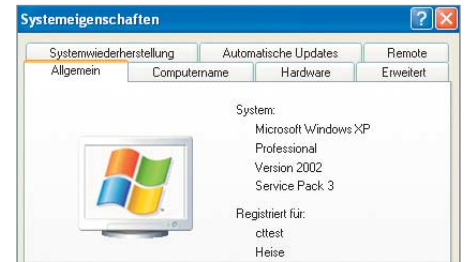 Systemeigenschaften
Systemwiederherstellung Automatische Updates Remote
Allgemein Computername Hardware Erweitert
System:
Microsoft Windows XP
Professional
Version 2002
Service Pack 3
Registriert für:
cttest
Heise